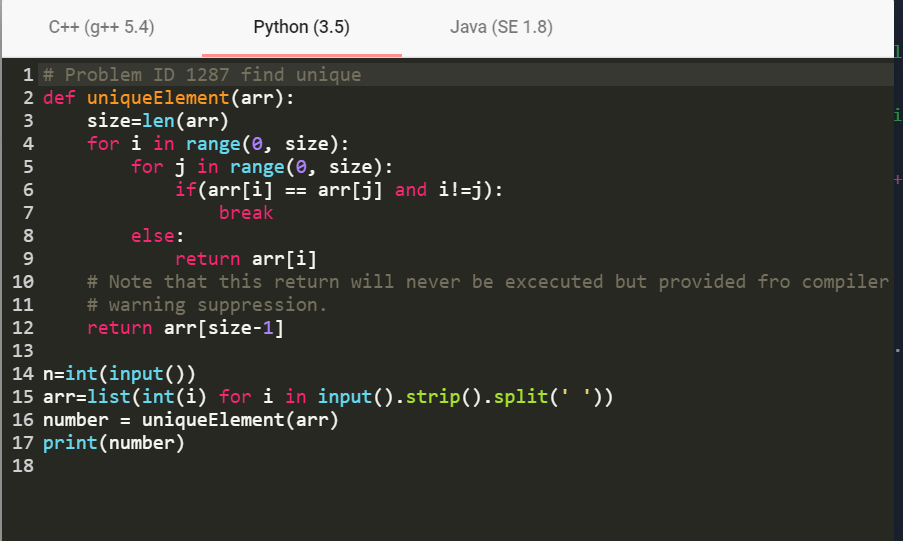 C++ (g++ 5.4) Python (3.5) Java (SE 1.8)
1 # Problem ID 1287 find unique
2 def uniqueElement(arr):
3     size=len(arr)
4     for i in range(0, size):
5         for j in range(0, size):
6             if(arr[i] == arr[j] and i!=j):
7                 break
8         else:
9             return arr[i]
10     # Note that this return will never be excecuted but provided fro compiler
11     # warning suppression.
12     return arr[size-1]
13
14 n=int(input())
15 arr=list(int(i) for i in input().strip().split(' '))
16 number = uniqueElement(arr)
17 print(number)
18